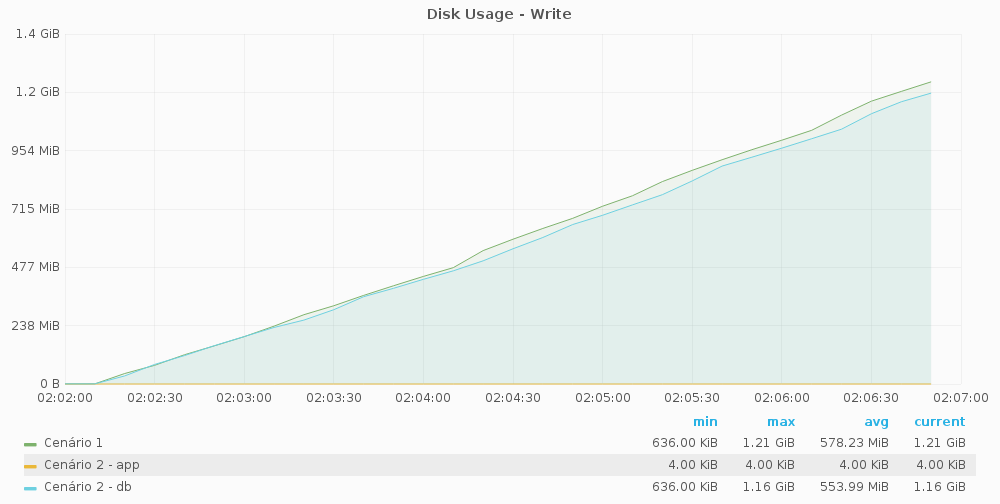 Disk Usage - Write
1.4 GiB
1.2 GiB
954 MiB
715 MiB
477 MiB
238 MiB
0 B
02:02:00 02:02:30 02:03:00 02:03:30 02:04:00 02:04:30 02:05:00 02:05:30 02:06:00 02:06:30 02:07:00
min max avg current
Cenário 1 636.00 KiB 1.21 GiB 578.23 MiB 1.21 GiB
Cenário 2 - app 4.00 KiB 4.00 KiB 4.00 KiB 4.00 KiB
Cenário 2 - db 636.00 KiB 1.16 GiB 553.99 MiB 1.16 GiB